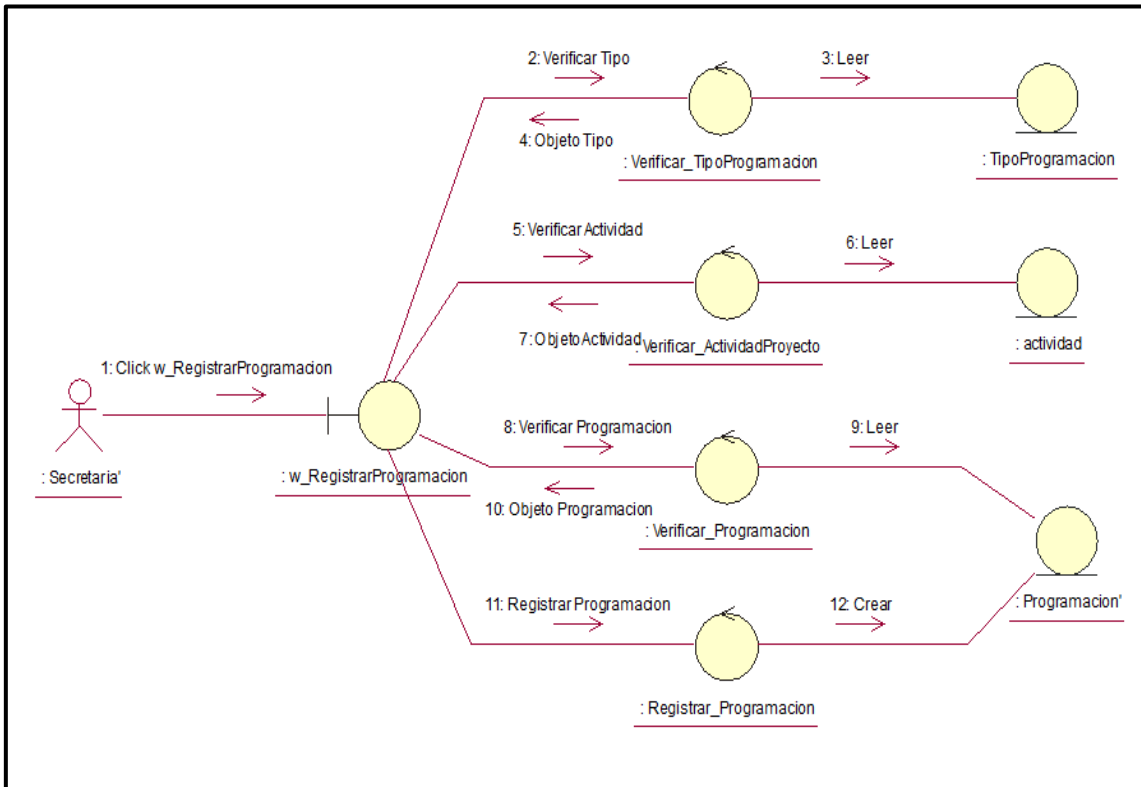 2: Verificar Tipo
3: Leer
4: Objeto Tipo
: Verificar_TipoProgramacion
: TipoProgramacion
5: Verificar Actividad
6: Leer
7: Objeto Actividad
: Verificar_ActividadProyecto
: actividad
1: Click w_RegistrarProgramacion
: Secretaria'
: w_RegistrarProgramacion
8: Verificar Programacion
9: Leer
10: Objeto Programacion
: Verificar_Programacion
: Programacion'
11: Registrar Programacion
12: Crear
: Registrar_Programacion